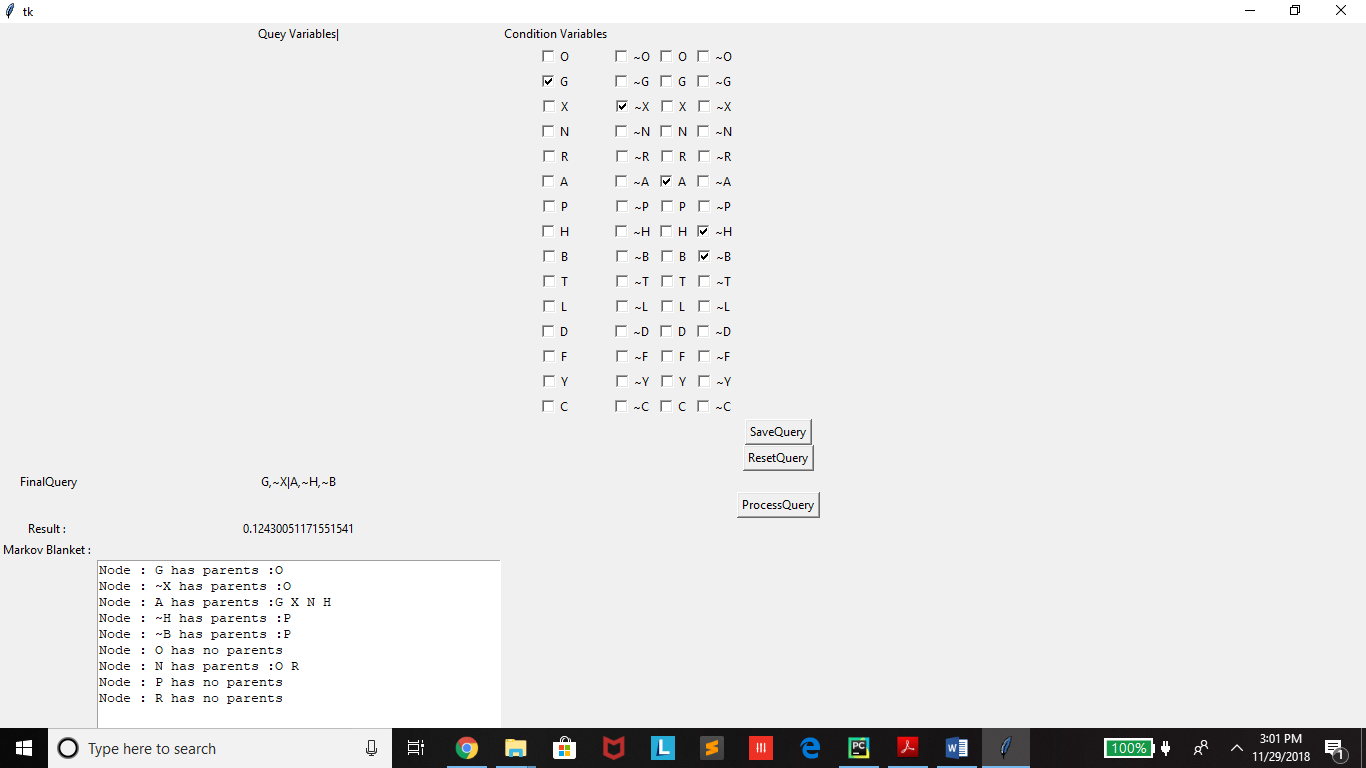 tk
Quey Variables| Condition Variables
O ~O O ~O
G ~G G ~G
X ~X X ~X
N ~N N ~N
R ~R R ~R
A ~A A ~A
P ~P P ~P
H ~H H ~H
B ~B B ~B
T ~T T ~T
L ~L L ~L
D ~D D ~D
F ~F F ~F
Y ~Y Y ~Y
C ~C C ~C
SaveQuery
ResetQuery
FinalQuery G,~X|A,~H,~B
ProcessQuery
Result : 0.12430051171551541
Markov Blanket :
Node : G has parents :O
Node : ~X has parents :O
Node : A has parents :G X N H
Node : ~H has parents :P
Node : ~B has parents :P
Node : O has no parents
Node : N has parents :O R
Node : P has no parents
Node : R has no parents
Type here to search L PC W 100% 3:01 PM
11/29/2018 1